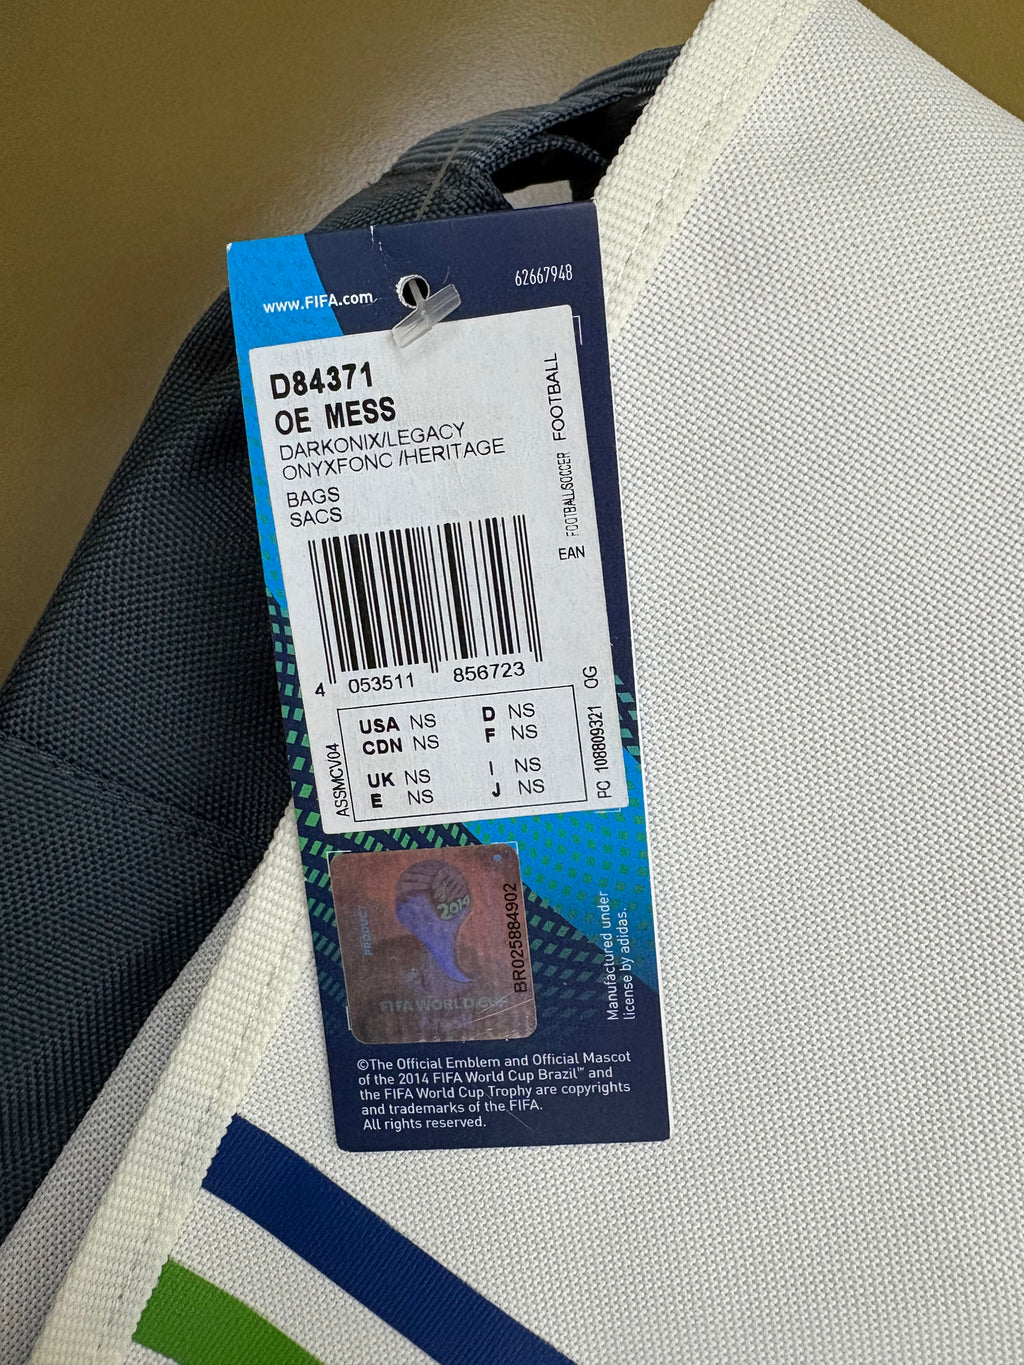 www.FIFA.com
62667948
D84371
OE MESS
DARKONIX/LEGACY
ONYXFONC /HERITAGE
BAGS
SACS
FOOTBALL/SOCCER FOOTBALL
EAN
4 053511 856723
USA NS D NS
CDN NS F NS
UK NS I NS
E NS J NS
ASSMCV04
PO 108809321 OG
PRODUCT
2014
FIFA WORLD CUP
BR025884902
Manufactured under
license by adidas.
©The Official Emblem and Official Mascot
of the 2014 FIFA World Cup Brazil™ and
the FIFA World Cup Trophy are copyrights
and trademarks of the FIFA.
All rights reserved.